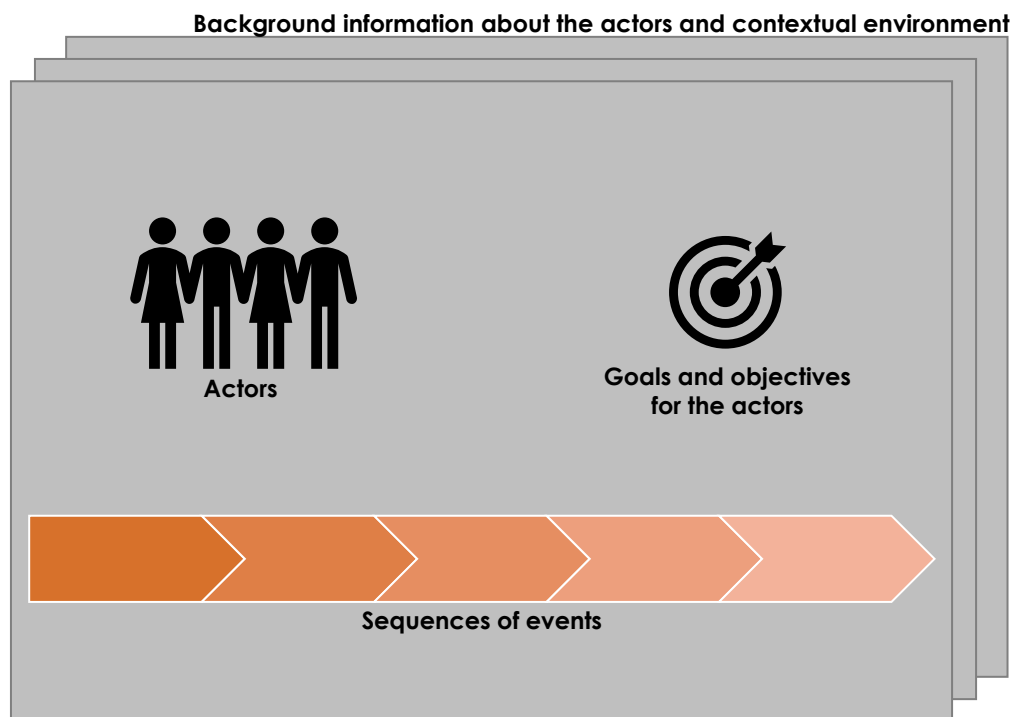 Background information about the actors and contextual environment
Actors
Goals and objectives
for the actors
Sequences of events